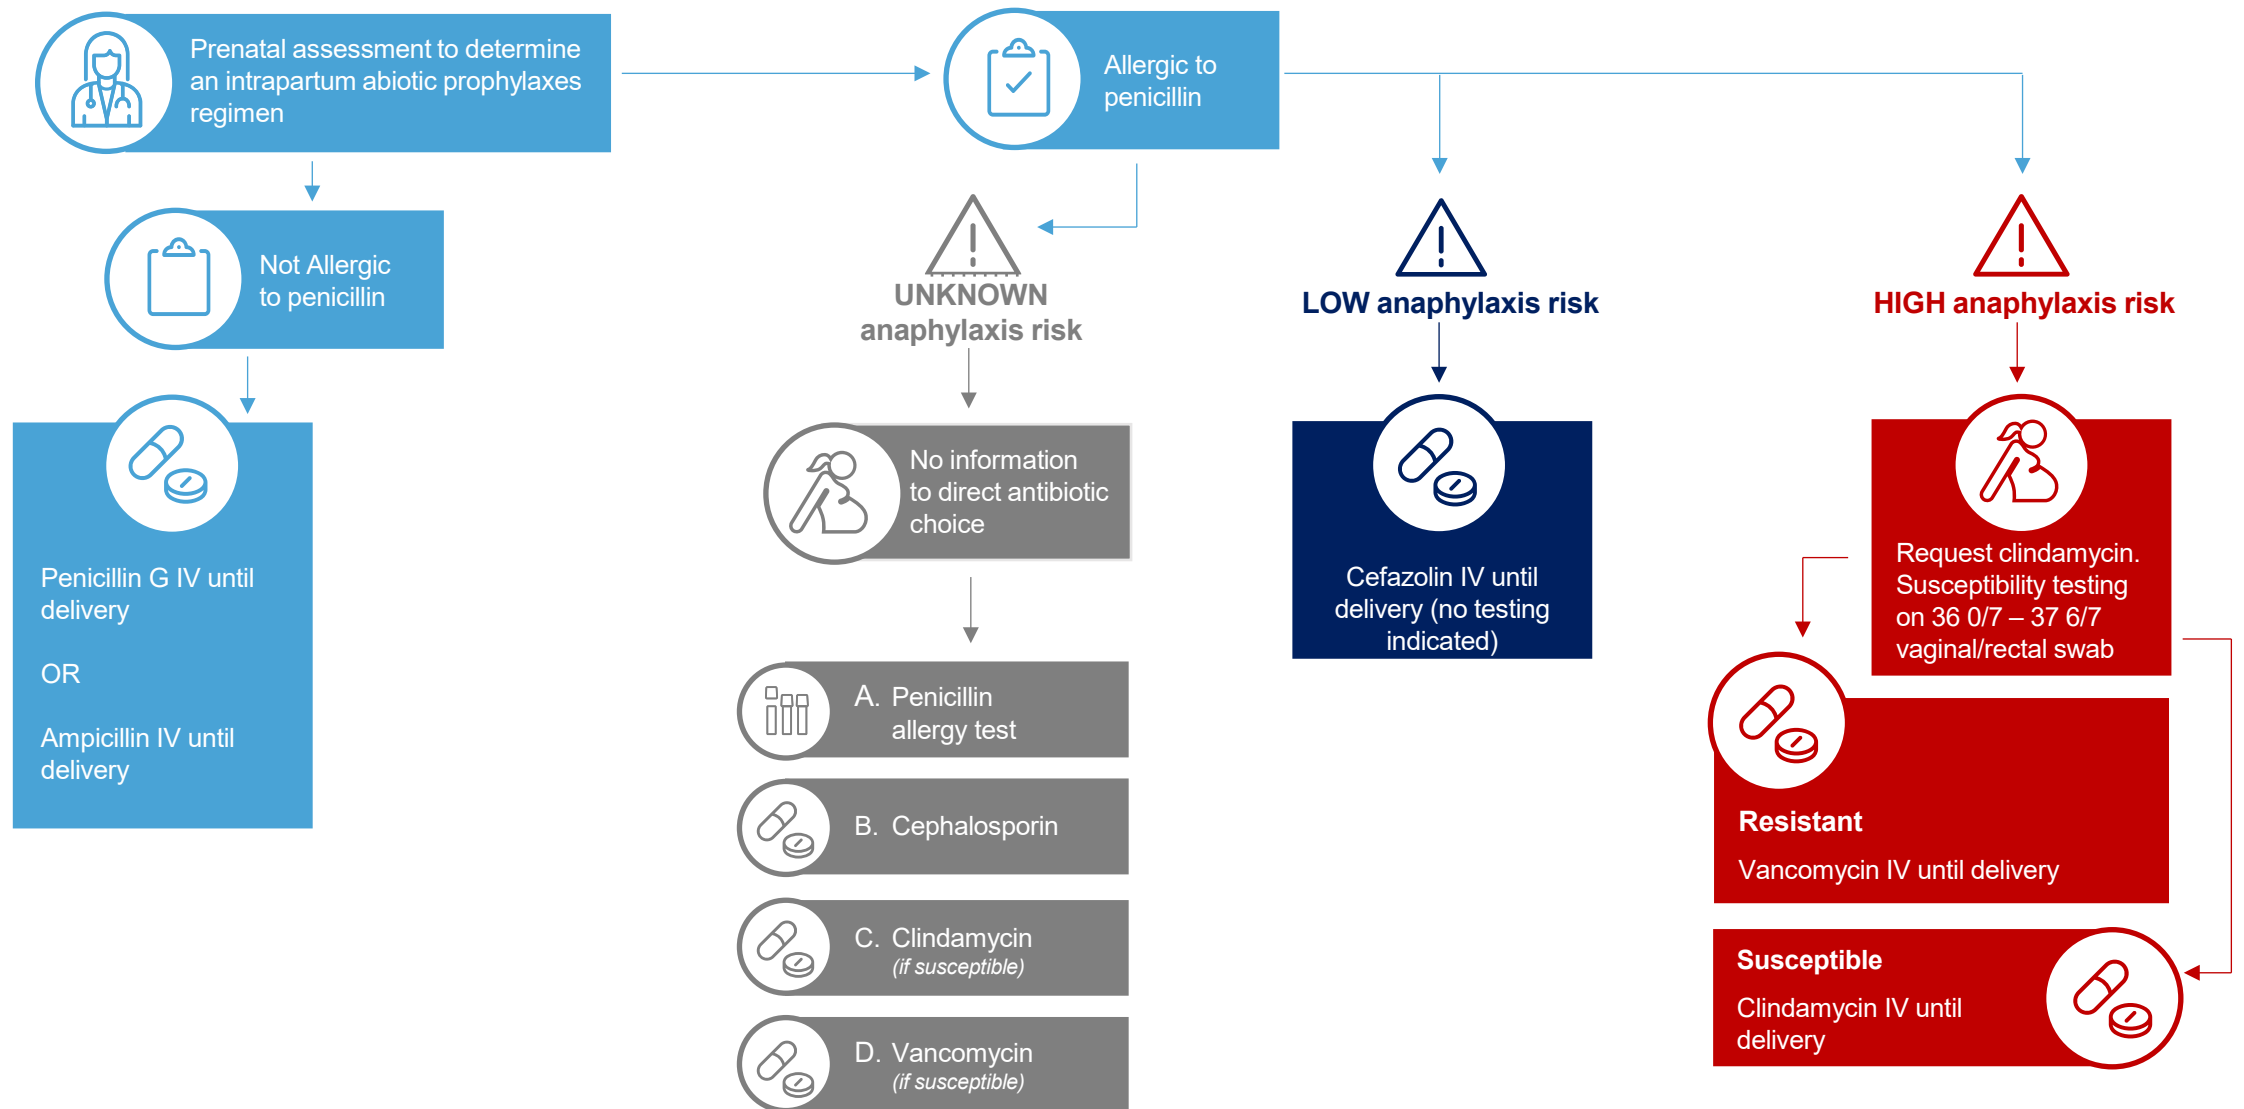 Prenatal assessment to determine
an intrapartum abiotic prophylaxes
regimen
Allergic to
penicillin
Not Allergic
to penicillin
Penicillin G IV until
delivery
OR
Ampicillin IV until
delivery
UNKNOWN
anaphylaxis risk
No information
to direct antibiotic
choice
A. Penicillin
allergy test
B. Cephalosporin
C. Clindamycin
(if susceptible)
D. Vancomycin
(if susceptible)
LOW anaphylaxis risk
Cefazolin IV until
delivery (no testing
indicated)
HIGH anaphylaxis risk
Request clindamycin.
Susceptibility testing
on 36 0/7 – 37 6/7
vaginal/rectal swab
Resistant
Vancomycin IV until delivery
Susceptible
Clindamycin IV until
delivery